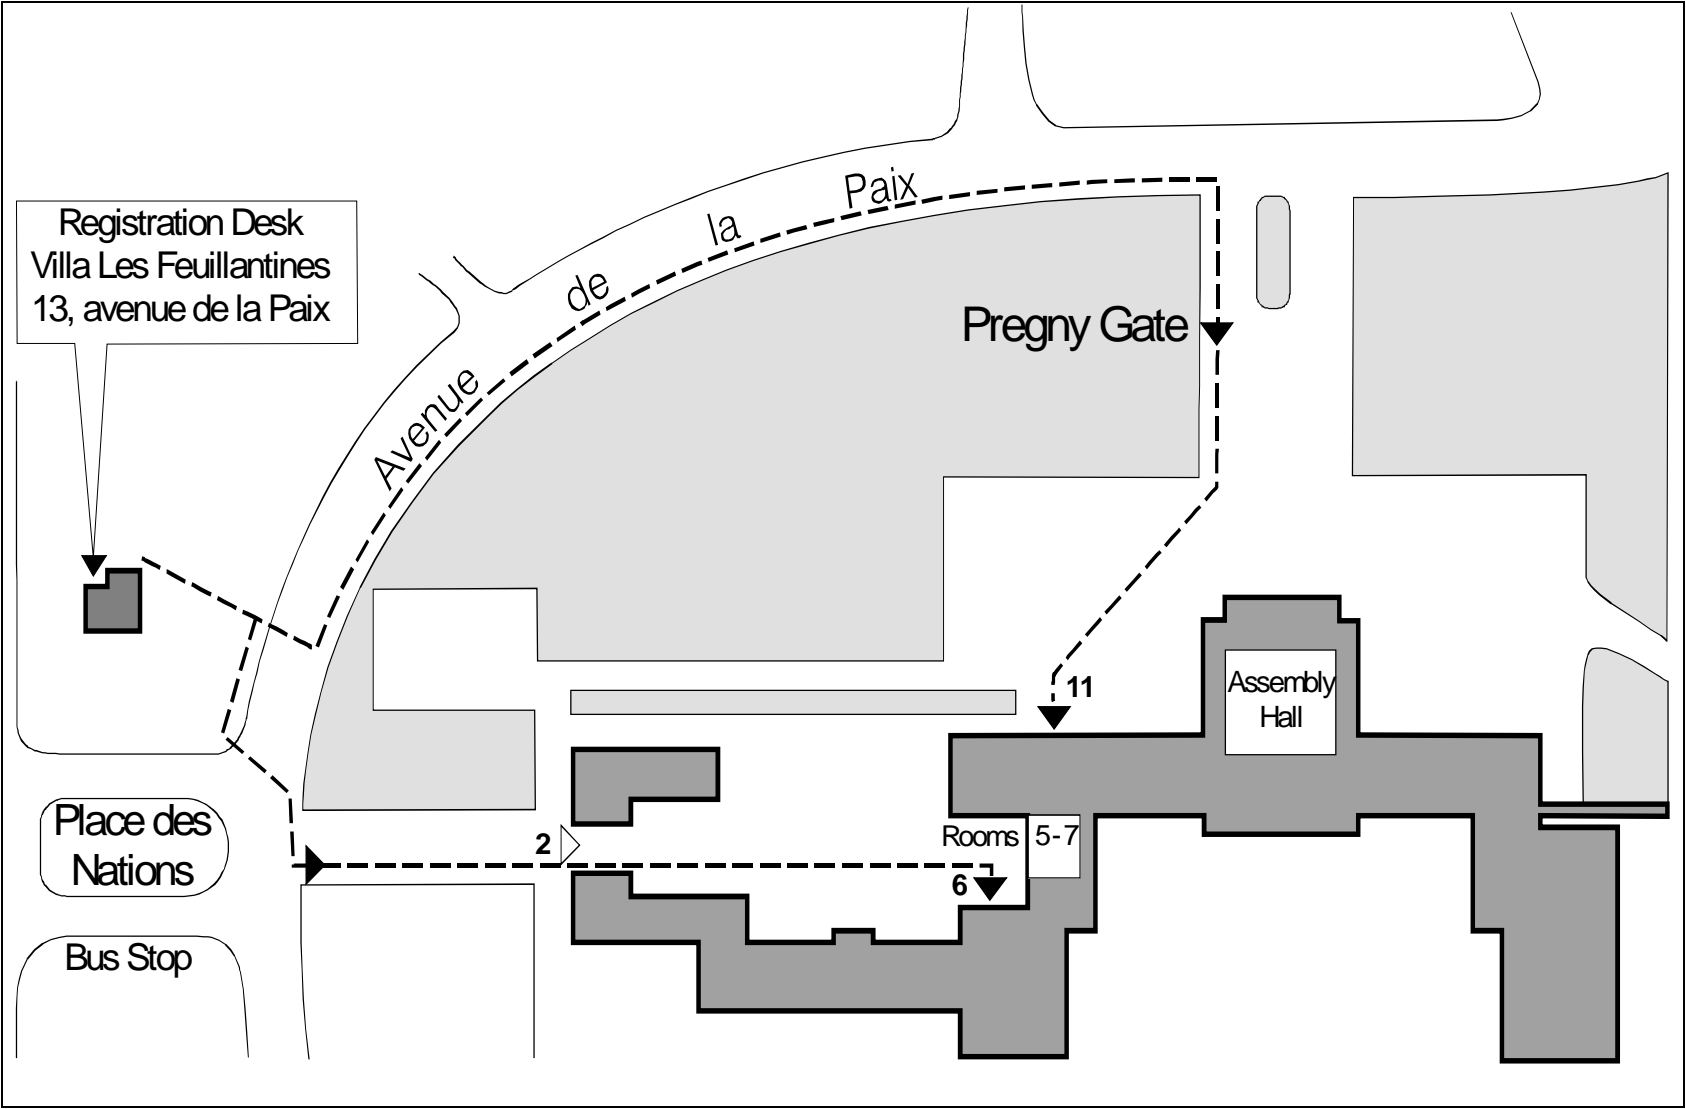 Registration Desk
Villa Les Feuillantines
13, avenue de la Paix
Avenue de la Paix
Pregny Gate
11
Assembly
Hall
Place des
Nations
2
Rooms 5-7
6
Bus Stop